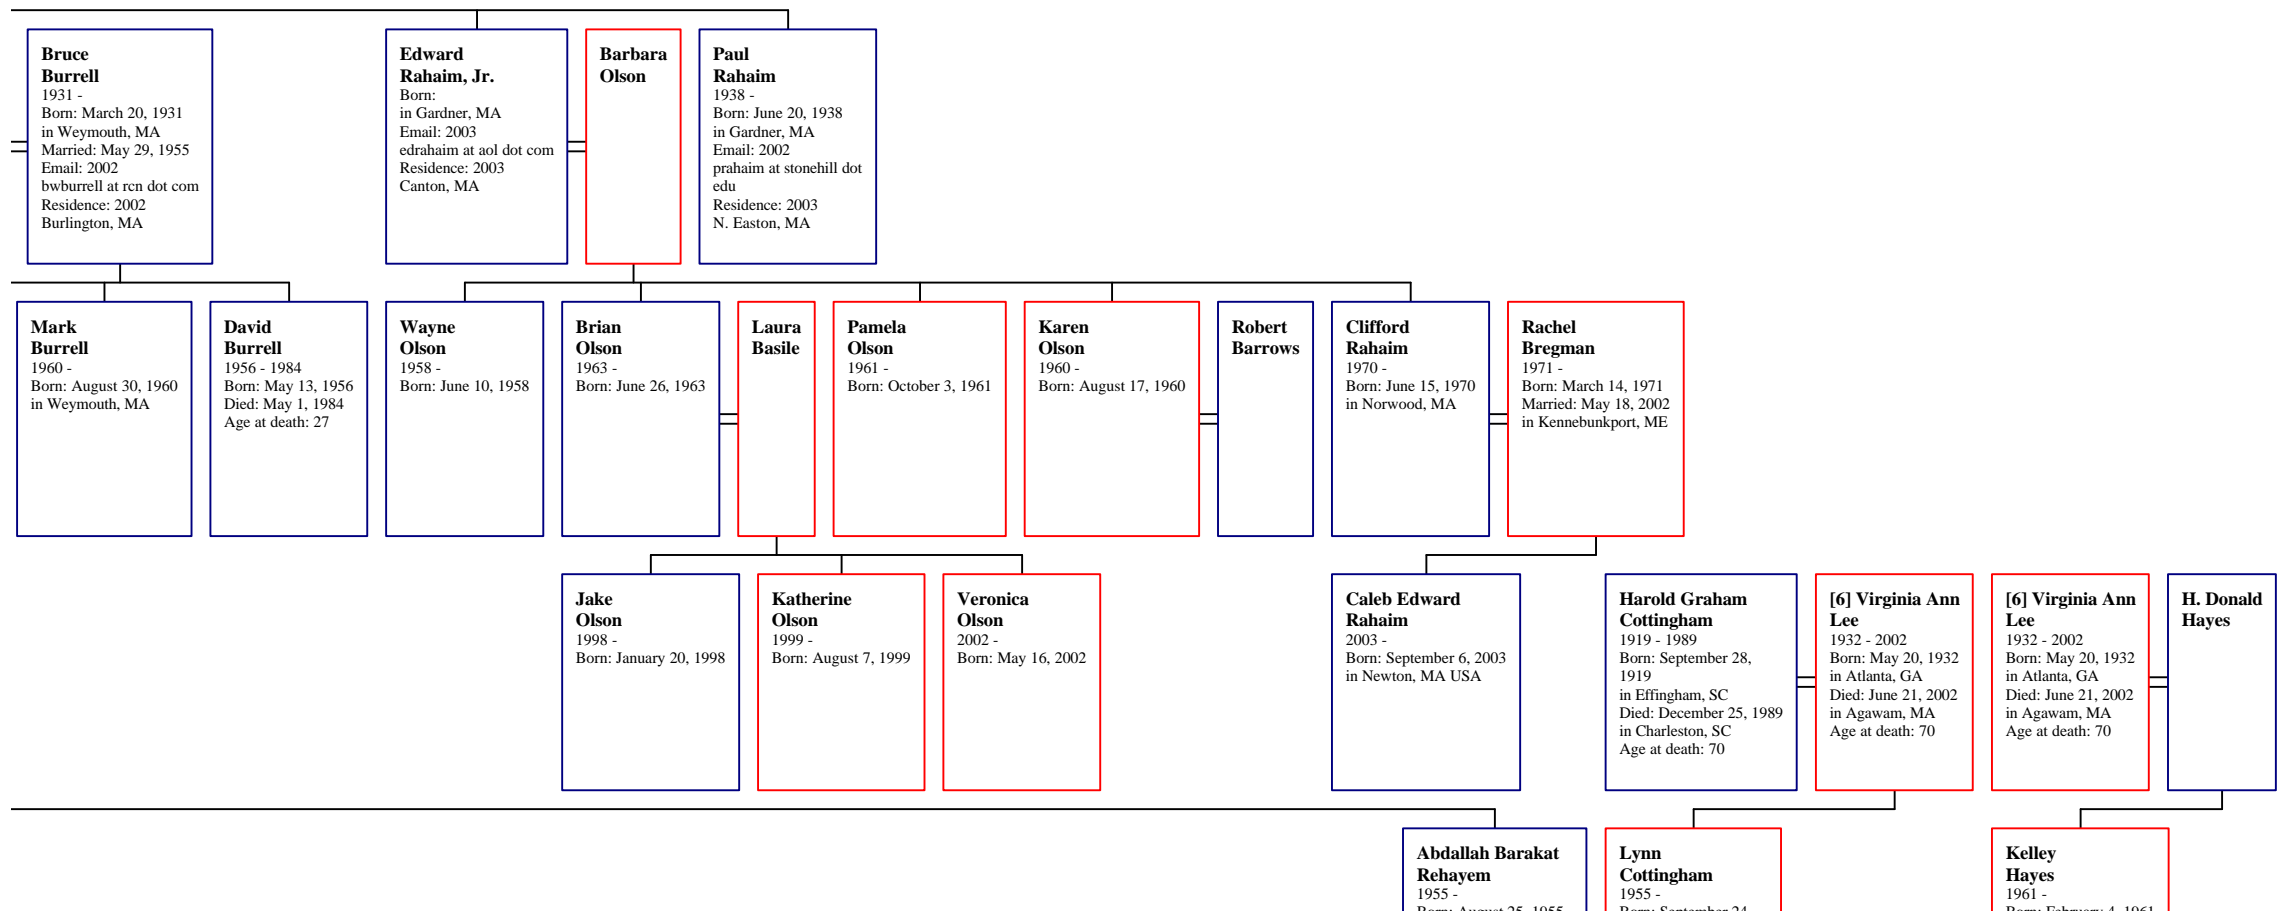 Bruce
Burrell
1931 -
Born: March 20, 1931
in Weymouth, MA
Married: May 29, 1955
Email: 2002
bwburrell at rcn dot com
Residence: 2002
Burlington, MA
Edward
Rahaim, Jr.
Born:
in Gardner, MA
Email: 2003
edrahaim at aol dot com
Residence: 2003
Canton, MA
Barbara
Olson
Paul
Rahaim
1938 -
Born: June 20, 1938
in Gardner, MA
Email: 2002
prahaim at stonehill dot
edu
Residence: 2003
N. Easton, MA
Mark
Burrell
1960 -
Born: August 30, 1960
in Weymouth, MA
David
Burrell
1956 - 1984
Born: May 13, 1956
Died: May 1, 1984
Age at death: 27
Wayne
Olson
1958 -
Born: June 10, 1958
Brian
Olson
1963 -
Born: June 26, 1963
Laura
Basile
Pamela
Olson
1961 -
Born: October 3, 1961
Karen
Olson
1960 -
Born: August 17, 1960
Robert
Barrows
Clifford
Rahaim
1970 -
Born: June 15, 1970
in Norwood, MA
Rachel
Bregman
1971 -
Born: March 14, 1971
Married: May 18, 2002
in Kennebunkport, ME
Jake
Olson
1998 -
Born: January 20, 1998
Katherine
Olson
1999 -
Born: August 7, 1999
Veronica
Olson
2002 -
Born: May 16, 2002
Caleb Edward
Rahaim
2003 -
Born: September 6, 2003
in Newton, MA USA
Harold Graham
Cottingham
1919 - 1989
Born: September 28,
1919
in Effingham, SC
Died: December 25, 1989
in Charleston, SC
Age at death: 70
[6] Virginia Ann
Lee
1932 - 2002
Born: May 20, 1932
in Atlanta, GA
Died: June 21, 2002
in Agawam, MA
Age at death: 70
[6] Virginia Ann
Lee
1932 - 2002
Born: May 20, 1932
in Atlanta, GA
Died: June 21, 2002
in Agawam, MA
Age at death: 70
H. Donald
Hayes
Abdallah Barakat
Rehayem
1955 -
Born: August 25, 1955
Lynn
Cottingham
1955 -
Born: September 24,
Kelley
Hayes
1961 -
Born: February 4, 1961